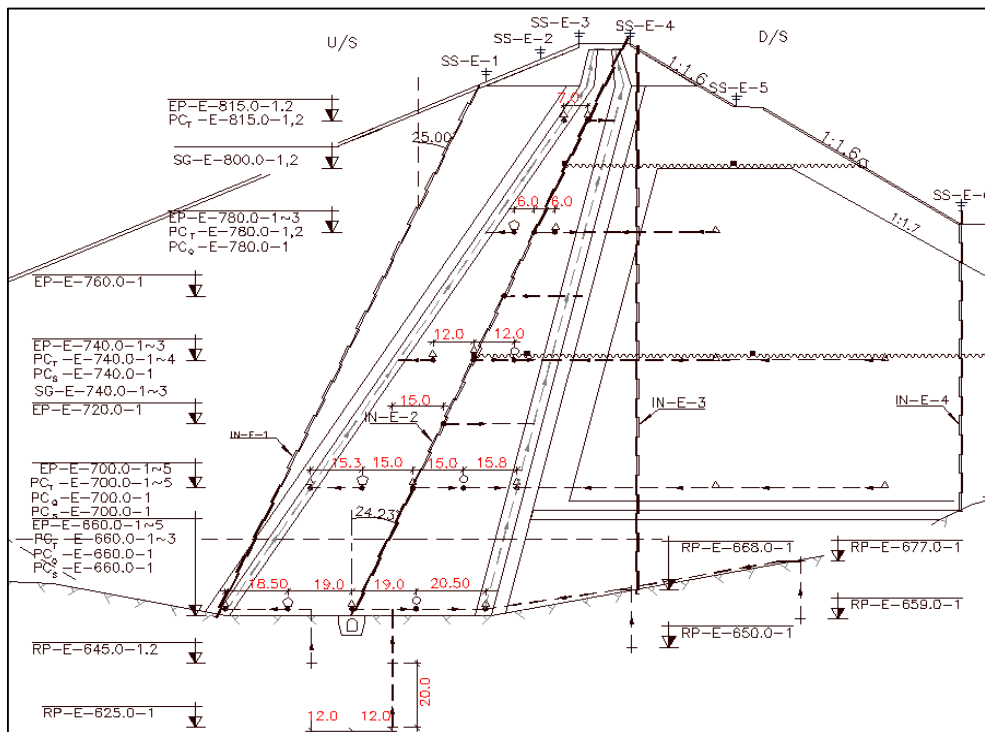 U/S
D/S
SS-E-1
SS-E-2
SS-E-3
SS-E-4
SS-E-5
1:1.6
1:1.6
1:1.7
EP-E-815.0-1.2
PCT-E-815.0-1,2
7.0
25.00
SG-E-800.0-1,2
EP-E-780.0-1~3
PCT-E-780.0-1,2
PCQ-E-780.0-1
6.0 6.0
EP-E-760.0-1
EP-E-740.0-1~3
PCT-E-740.0-1~4
PCS-E-740.0-1
SG-E-740.0-1~3
EP-E-720.0-1
12.0 12.0
15.0
IN-E-1
IN-E-2
IN-E-3
IN-E-4
EP-E-700.0-1~5
PCT-E-700.0-1~5
PCQ-E-700.0-1
PCS-E-700.0-1
15.3 15.0 15.0 15.8
EP-E-660.0-1~5
PCT-E-660.0-1~3
PCQ-E-660.0-1
PCS-E-660.0-1
24.23°
18.50 19.0 19.0 20.50
RP-E-668.0-1
RP-E-677.0-1
RP-E-659.0-1
RP-E-650.0-1
RP-E-645.0-1.2
20.0
RP-E-625.0-1
12.0 12.0